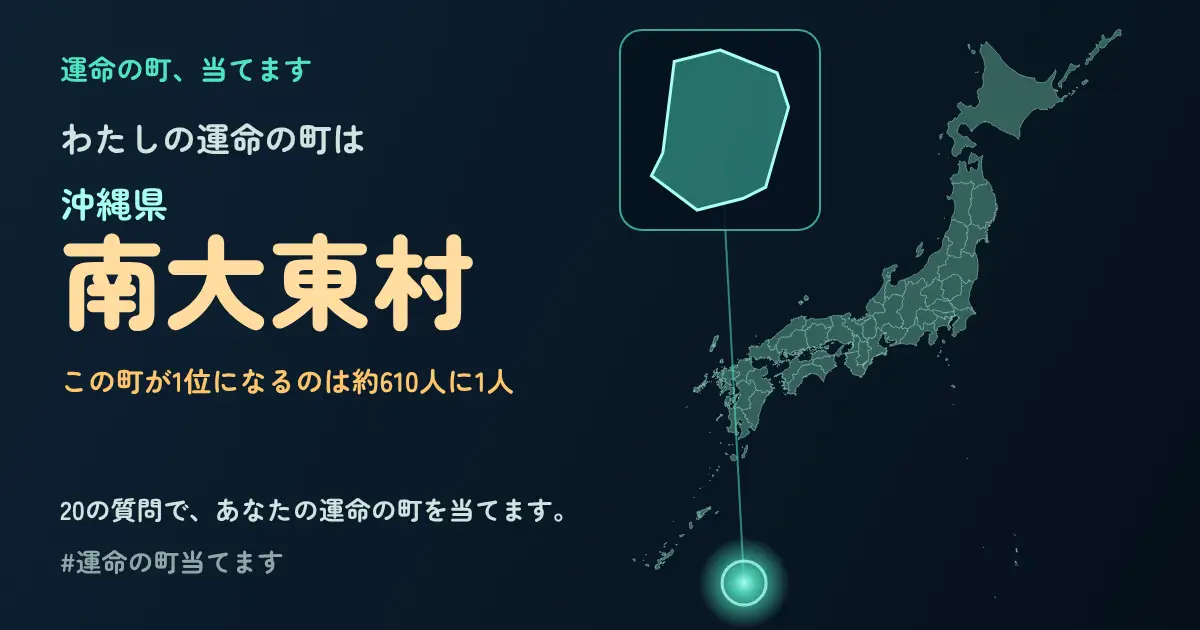 運命の町、当てます
わたしの運命の町は
沖縄県
南大東村
この町が1位になるのは約610人に1人
20の質問で、あなたの運命の町を当てます。
#運命の町当てます